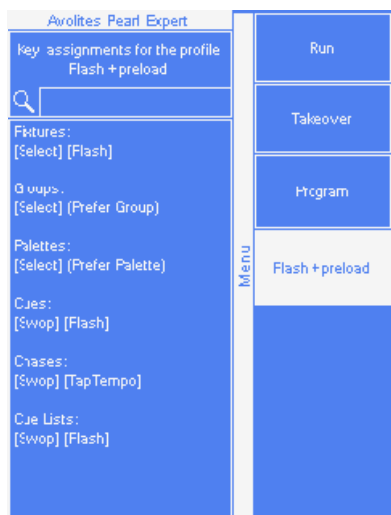 Avolites Pearl Expert
Key assignments for the profile
Flash + preload
Fixtures:
[Select] [Flash]
Groups:
[Select] (Prefer Group)
Palettes:
[Select] (Prefer Palette)
Cues:
[Swop] [Flash]
Chases:
[Swop] [TapTempo]
Cue Lists:
[Swop] [Flash]
Menu
Run
Takeover
Program
Flash + preload